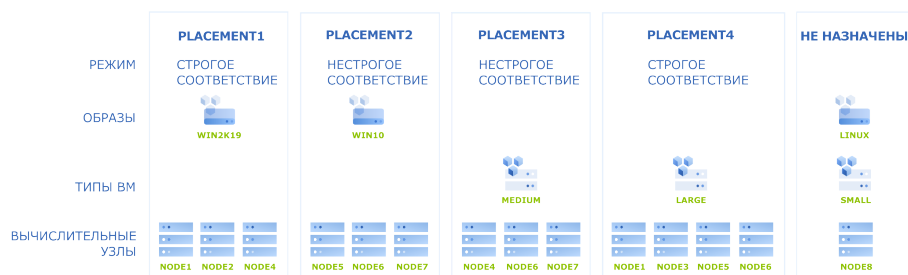 PLACEMENT1 PLACEMENT2 PLACEMENT3 PLACEMENT4 НЕ НАЗНАЧЕНЫ
РЕЖИМ СТРОГОЕ СООТВЕТСТВИЕ НЕСТРОГОЕ СООТВЕТСТВИЕ НЕСТРОГОЕ СООТВЕТСТВИЕ СТРОГОЕ СООТВЕТСТВИЕ
ОБРАЗЫ WIN2K19 WIN10 LINUX
ТИПЫ ВМ MEDIUM LARGE SMALL
ВЫЧИСЛИТЕЛЬНЫЕ
УЗЛЫ
NODE1 NODE2 NODE4 NODE5 NODE6 NODE7 NODE4 NODE6 NODE7 NODE1 NODE3 NODE5 NODE6 NODE8